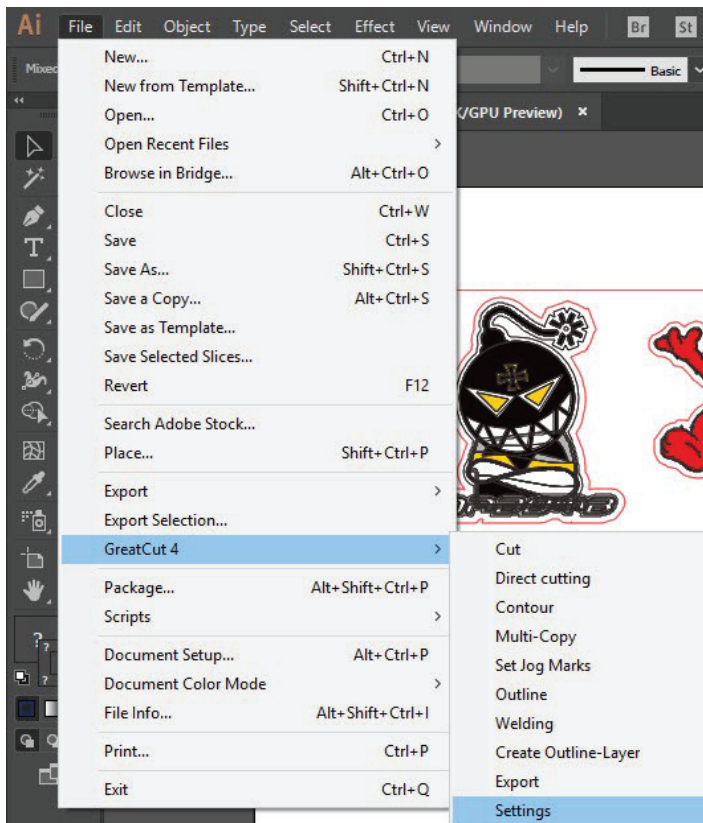 Ai File Edit Object Type Select Effect View Window Help Br St
Mixed Basic
K/GPU Preview) ×
New... Ctrl+N
New from Template... Shift+Ctrl+N
Open... Ctrl+O
Open Recent Files >
Browse in Bridge... Alt+Ctrl+O
Close Ctrl+W
Save Ctrl+S
Save As... Shift+Ctrl+S
Save a Copy... Alt+Ctrl+S
Save as Template...
Save Selected Slices...
Revert F12
Search Adobe Stock...
Place... Shift+Ctrl+P
Export >
Export Selection...
GreatCut 4 >
Package... Alt+Shift+Ctrl+P
Scripts >
Document Setup... Alt+Ctrl+P
Document Color Mode >
File Info... Alt+Shift+Ctrl+I
Print... Ctrl+P
Exit Ctrl+Q
Cut
Direct cutting
Contour
Multi-Copy
Set Jog Marks
Outline
Welding
Create Outline-Layer
Export
Settings